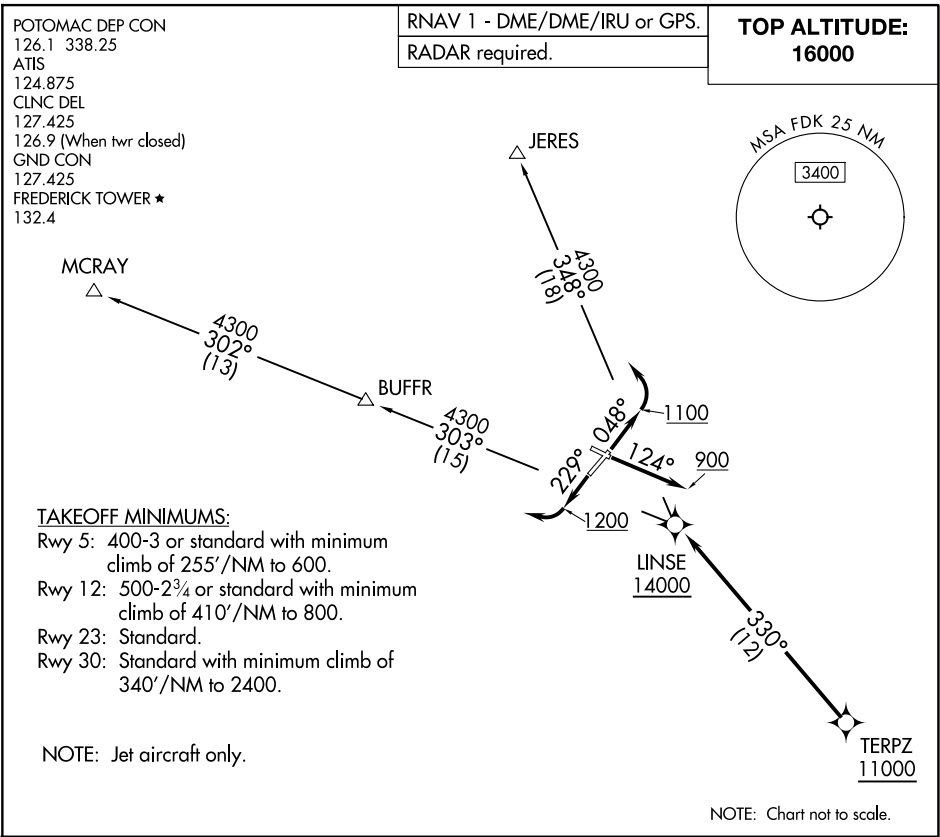 POTOMAC DEP CON
126.1 338.25
ATIS
124.875
CLNC DEL
127.425
126.9 (When twr closed)
GND CON
127.425
FREDERICK TOWER ★
132.4
RNAV 1 - DME/DME/IRU or GPS.
RADAR required.
TOP ALTITUDE:
16000
MSA FDK 25 NM
3400
JERES
4300
348°
(18)
MCRAY
4300
302°
(13)
BUFFR
4300
303°
(15)
048°
1100
124°
900
229°
1200
LINSE
14000
330°
(12)
TERPZ
11000
TAKEOFF MINIMUMS:
Rwy 5: 400-3 or standard with minimum
climb of 255'/NM to 600.
Rwy 12: 500-2¾ or standard with minimum
climb of 410'/NM to 800.
Rwy 23: Standard.
Rwy 30: Standard with minimum climb of
340'/NM to 2400.
NOTE: Jet aircraft only.
NOTE: Chart not to scale.